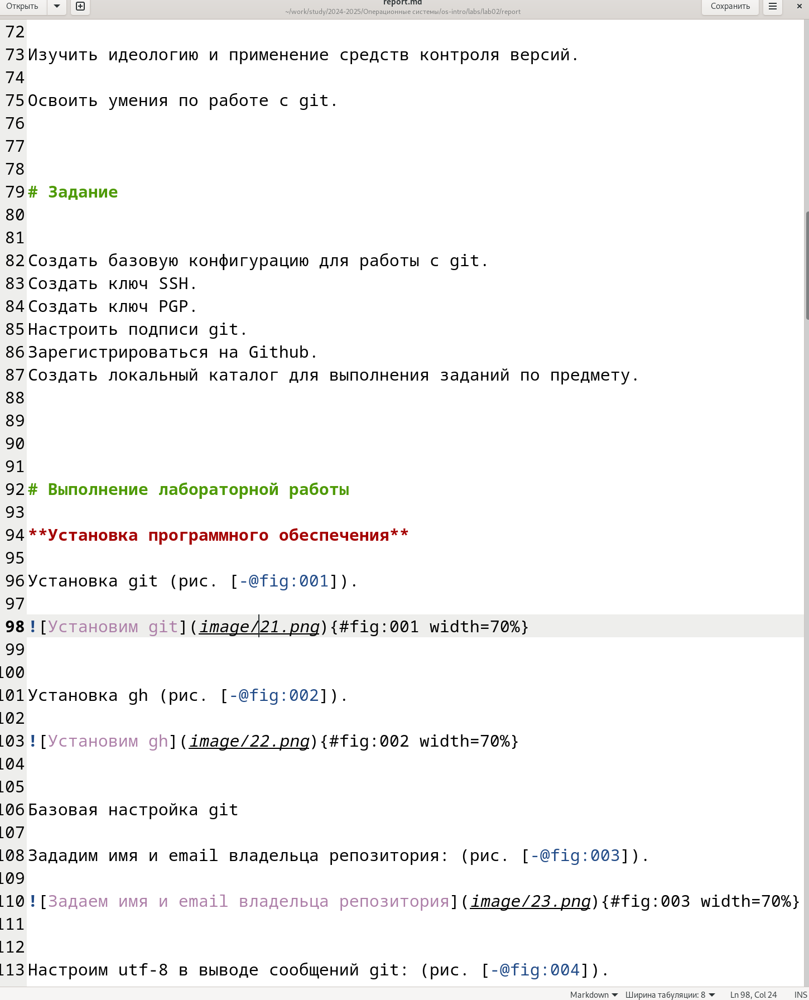 Открыть
report.md
~/work/study/2024-2025/Операционные системы/os-intro/labs/lab02/report
Сохранить
72
73 Изучить идеологию и применение средств контроля версий.
74
75 Освоить умения по работе с git.
76
77
78
79 # Задание
80
81
82 Создать базовую конфигурацию для работы с git.
83 Создать ключ SSH.
84 Создать ключ PGP.
85 Настроить подписи git.
86 Зарегистрироваться на Github.
87 Создать локальный каталог для выполнения заданий по предмету.
88
89
90
91
92 # Выполнение лабораторной работы
93
94 **Установка программного обеспечения**
95
96 Установка git (рис. [-@fig:001]).
97
98 ![Установим git](image/21.png){#fig:001 width=70%}
99
100
101 Установка gh (рис. [-@fig:002]).
102
103 ![Установим gh](image/22.png){#fig:002 width=70%}
104
105
106 Базовая настройка git
107
108 Зададим имя и email владельца репозитория: (рис. [-@fig:003]).
109
110 ![Задаем имя и email владельца репозитория](image/23.png){#fig:003 width=70%}
111
112
113 Настроим utf-8 в выводе сообщений git: (рис. [-@fig:004]).
Markdown Ширина табуляции: 8 Ln 98, Col 24 INS